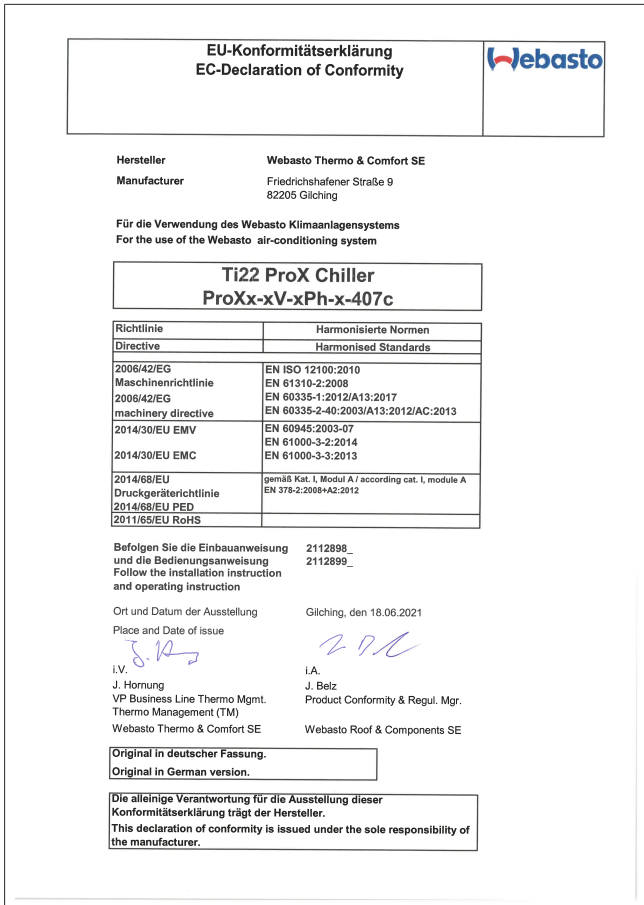 EU-Konformitätserklärung
EC-Declaration of Conformity
Webasto
Hersteller Webasto Thermo & Comfort SE
Manufacturer Friedrichshafener Straße 9
82205 Gilching
Für die Verwendung des Webasto Klimaanlagensystems
For the use of the Webasto air-conditioning system
Ti22 ProX Chiller
ProXx-xV-xPh-x-407c
Richtlinie Harmonisierte Normen
Directive Harmonised Standards
2006/42/EG EN ISO 12100:2010
Maschinenrichtlinie EN 61310-2:2008
2006/42/EG EN 60335-1:2012/A13:2017
machinery directive EN 60335-2-40:2003/A13:2012/AC:2013
2014/30/EU EMV EN 60945:2003-07
EN 61000-3-2:2014
2014/30/EU EMC EN 61000-3-3:2013
2014/68/EU gemäß Kat. I, Modul A / according cat. I, module A
Druckgeräterichtlinie EN 378-2:2008+A2:2012
2014/68/EU PED
2011/65/EU RoHS
Befolgen Sie die Einbauanweisung 2112898_
und die Bedienungsanweisung 2112899_
Follow the installation instruction
and operating instruction
Ort und Datum der Ausstellung Gilching, den 18.06.2021
Place and Date of issue
i.V. i.A.
J. Hornung J. Belz
VP Business Line Thermo Mgmt. Product Conformity & Regul. Mgr.
Thermo Management (TM)
Webasto Thermo & Comfort SE Webasto Roof & Components SE
Original in deutscher Fassung.
Original in German version.
Die alleinige Verantwortung für die Ausstellung dieser
Konformitätserklärung trägt der Hersteller.
This declaration of conformity is issued under the sole responsibility of
the manufacturer.